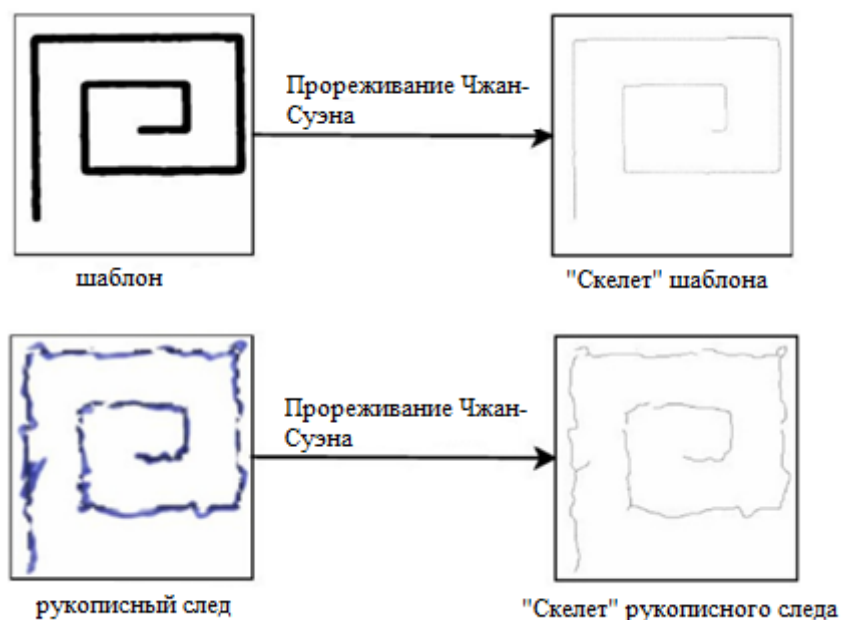 Прореживание Чжан-
Суэна
шаблон
"Скелет" шаблона
Прореживание Чжан-
Суэна
рукописный след
"Скелет" рукописного следа